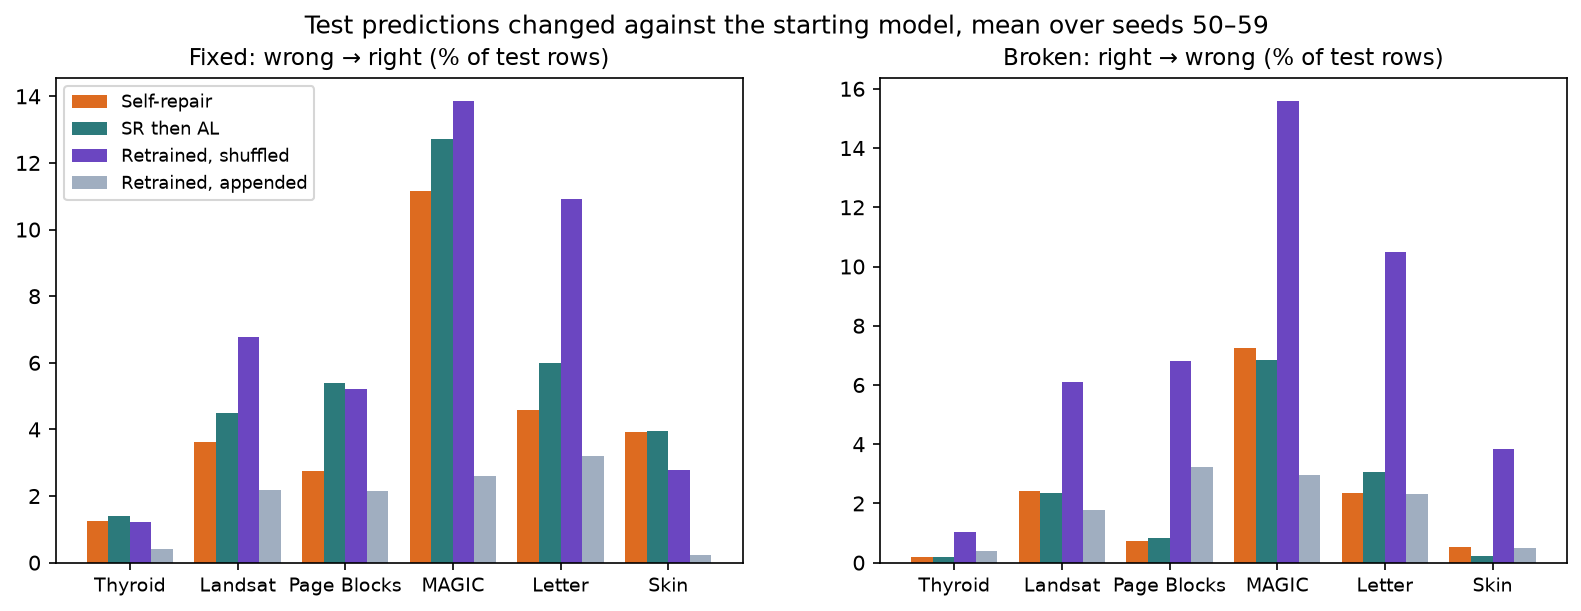 Test predictions changed against the starting model, mean over seeds 50–59
Fixed: wrong → right (% of test rows)
Self-repair
SR then AL
Retrained, shuffled
Retrained, appended
14
12
10
8
6
4
2
0
Thyroid Landsat Page Blocks MAGIC Letter Skin
Broken: right → wrong (% of test rows)
16
14
12
10
8
6
4
2
0
Thyroid Landsat Page Blocks MAGIC Letter Skin